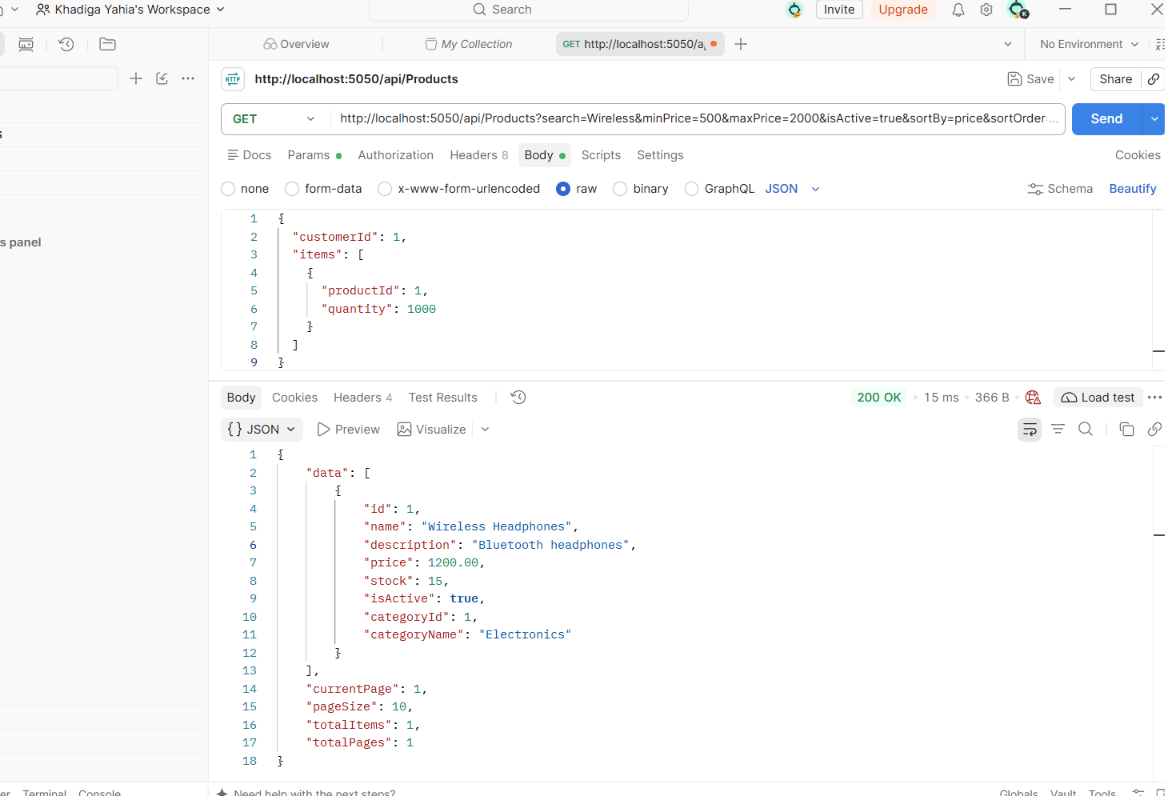 Khadiga Yahia's Workspace
Search
Invite
Upgrade
K
Overview
My Collection
GET http://localhost:5050/a
No Environment
HTTP
http://localhost:5050/api/Products
Save
Share
GET
http://localhost:5050/api/Products?search=Wireless&minPrice=500&maxPrice=2000&isActive=true&sortBy=price&sortOrder ...
Send
Docs
Params
Authorization
Headers 8
Body
Scripts
Settings
Cookies
none
form-data
x-www-form-urlencoded
raw
binary
GraphQL
JSON
Schema
Beautify
s panel
1 {
2 "customerId": 1,
3 "items": [
4 {
5 "productId": 1,
6 "quantity": 1000
7 }
8 ]
9 }
Body
Cookies
Headers 4
Test Results
200 OK
15 ms
366 B
Load test
{} JSON
Preview
Visualize
1 {
2 "data": [
3 {
4 "id": 1,
5 "name": "Wireless Headphones",
6 "description": "Bluetooth headphones",
7 "price": 1200.00,
8 "stock": 15,
9 "isActive": true,
10 "categoryId": 1,
11 "categoryName": "Electronics"
12 }
13 ],
14 "currentPage": 1,
15 "pageSize": 10,
16 "totalItems": 1,
17 "totalPages": 1
18 }
er
Terminal
Console
Need help with the next steps?
Globals
Vault
Tools